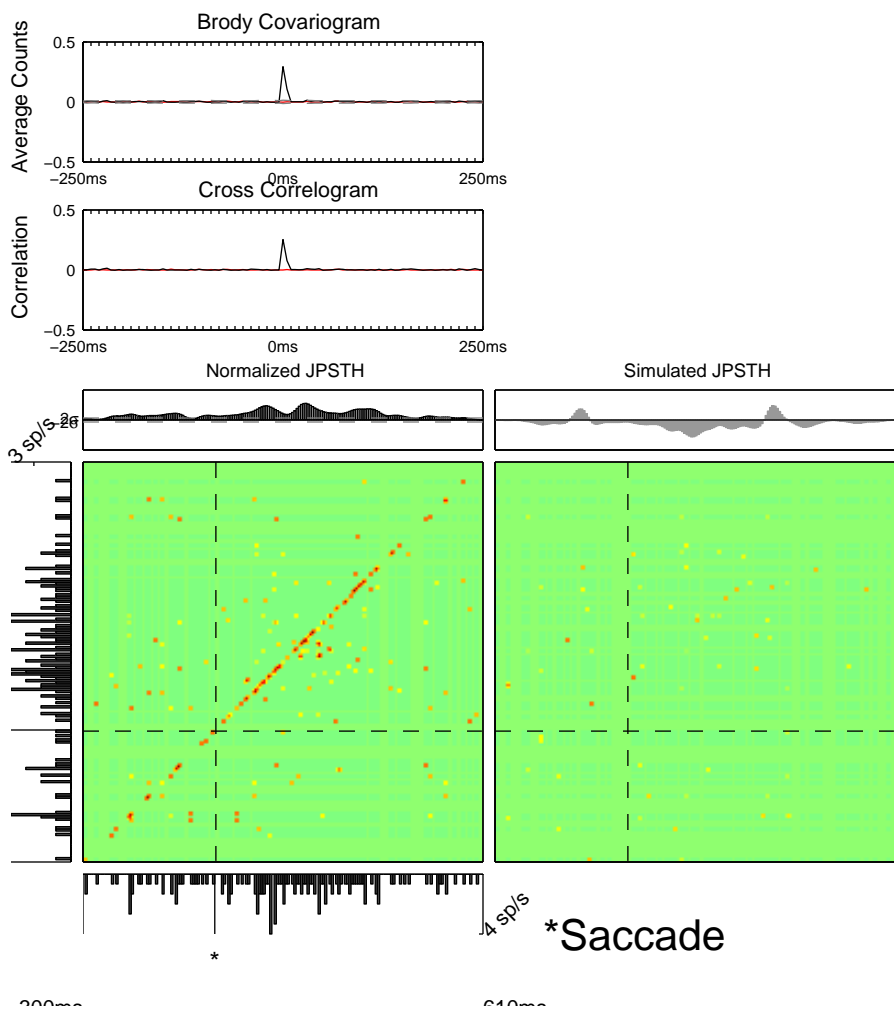 Brody Covariogram
Average Counts
0.5
0
−0.5
−250ms
0ms
250ms
Cross Correlogram
Correlation
0.5
0
−0.5
−250ms
0ms
250ms
Normalized JPSTH
Simulated JPSTH
3 sp/s
4 sp/s
*Saccade
*
610ms